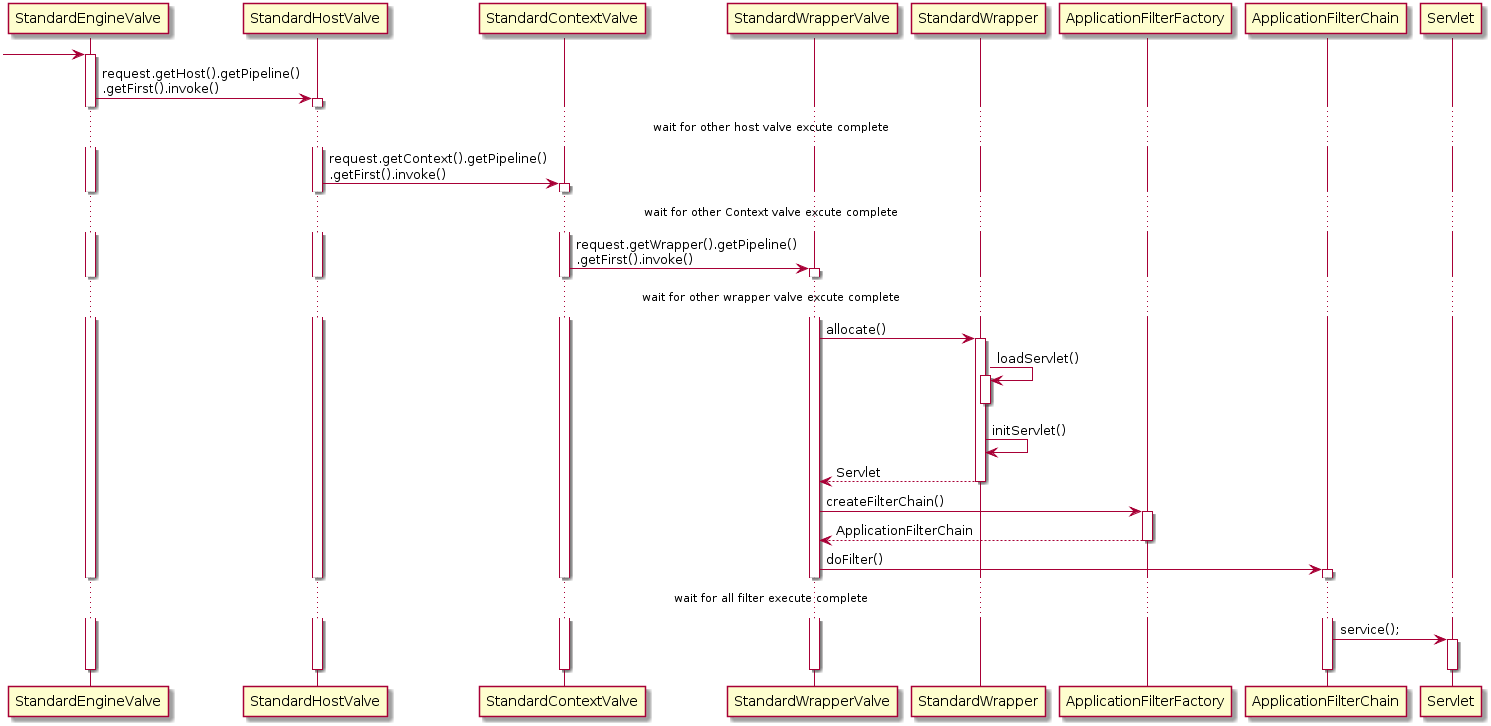 StandardEngineValve
StandardHostValve
StandardContextValve
StandardWrapperValve
StandardWrapper
ApplicationFilterFactory
ApplicationFilterChain
Servlet
request.getHost().getPipeline()
.getFirst().invoke()
wait for other host valve excute complete
request.getContext().getPipeline()
.getFirst().invoke()
wait for other Context valve excute complete
request.getWrapper().getPipeline()
.getFirst().invoke()
wait for other wrapper valve excute complete
allocate()
loadServlet()
initServlet()
Servlet
createFilterChain()
ApplicationFilterChain
doFilter()
wait for all filter execute complete
service();
StandardEngineValve
StandardHostValve
StandardContextValve
StandardWrapperValve
StandardWrapper
ApplicationFilterFactory
ApplicationFilterChain
Servlet